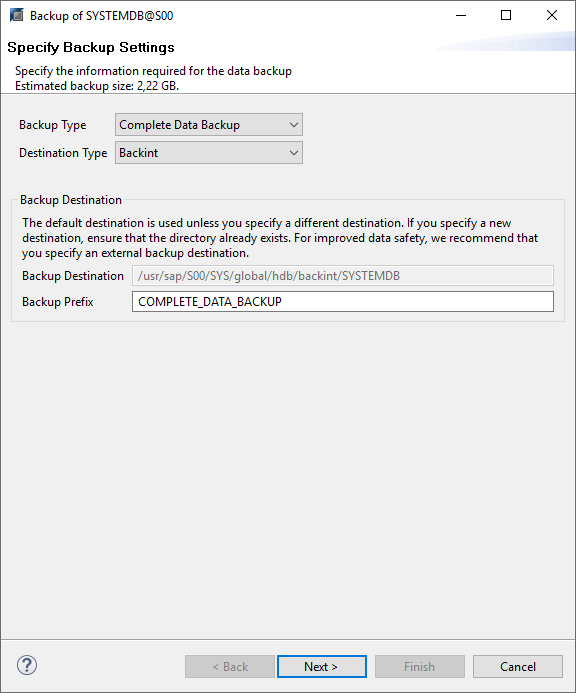 Backup of SYSTEMDB@S00
Specify Backup Settings
Specify the information required for the data backup
Estimated backup size: 2,22 GB.
Backup Type Complete Data Backup
Destination Type Backint
Backup Destination
The default destination is used unless you specify a different destination. If you specify a new
destination, ensure that the directory already exists. For improved data safety, we recommend that
you specify an external backup destination.
Backup Destination /usr/sap/S00/SYS/global/hdb/backint/SYSTEMDB
Backup Prefix COMPLETE_DATA_BACKUP
? < Back Next > Finish Cancel